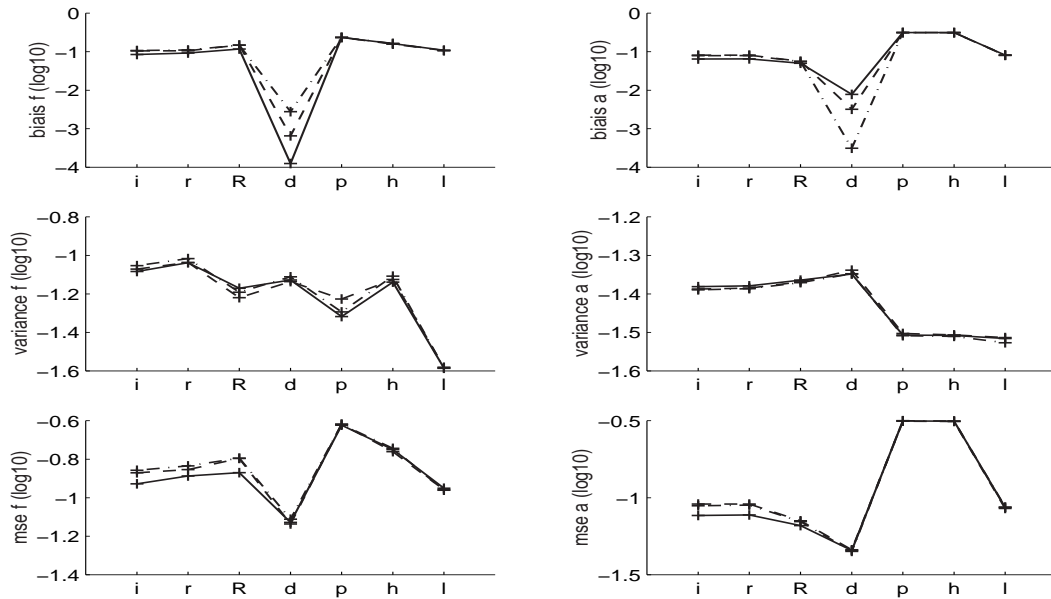 0
−1
−2
−3
−4
biais f (log10)
i r R d p h l
0
−1
−2
−3
−4
biais a (log10)
i r R d p h l
−0.8
−1
−1.2
−1.4
−1.6
variance f (log10)
i r R d p h l
−1.2
−1.3
−1.4
−1.5
−1.6
variance a (log10)
i r R d p h l
−0.6
−0.8
−1
−1.2
−1.4
mse f (log10)
i r R d p h l
−0.5
−1
−1.5
mse a (log10)
i r R d p h l